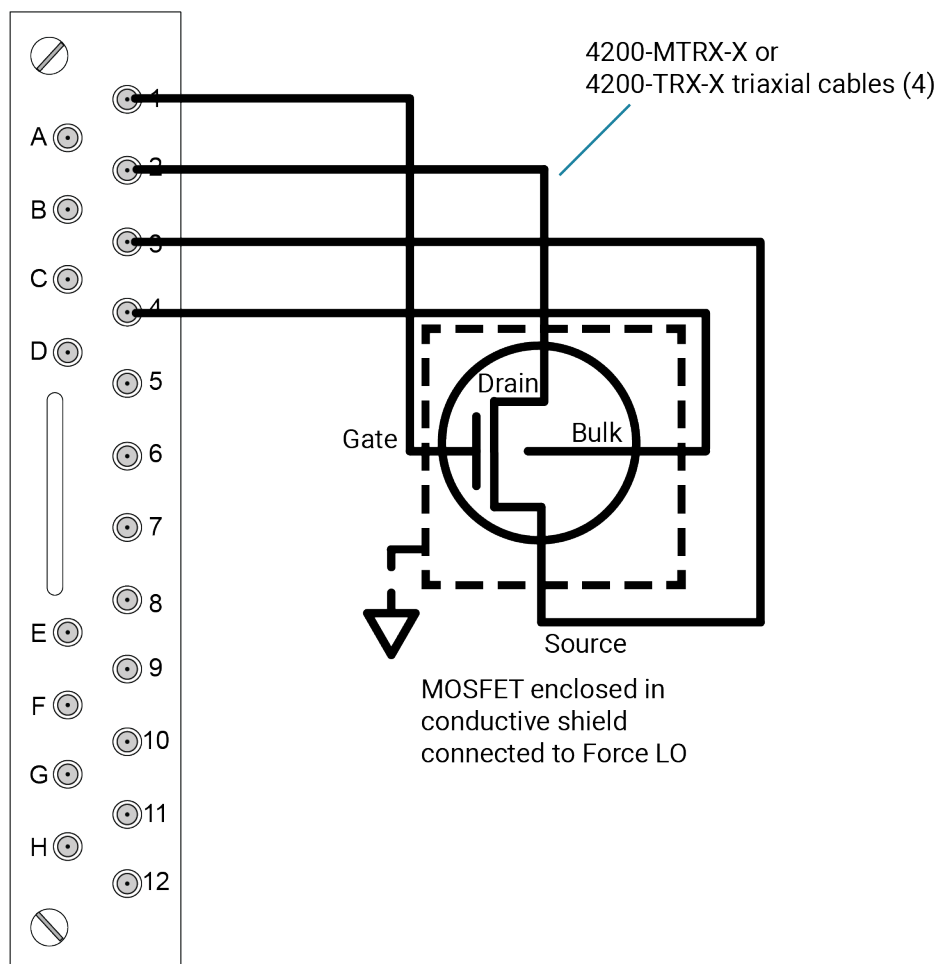 4200-MTRX-X or
4200-TRX-X triaxial cables (4)
1
A
2
B
3
C
4
D
5
6
7
8
E
9
F
10
G
11
H
12
Drain
Gate
Bulk
Source
MOSFET enclosed in
conductive shield
connected to Force LO